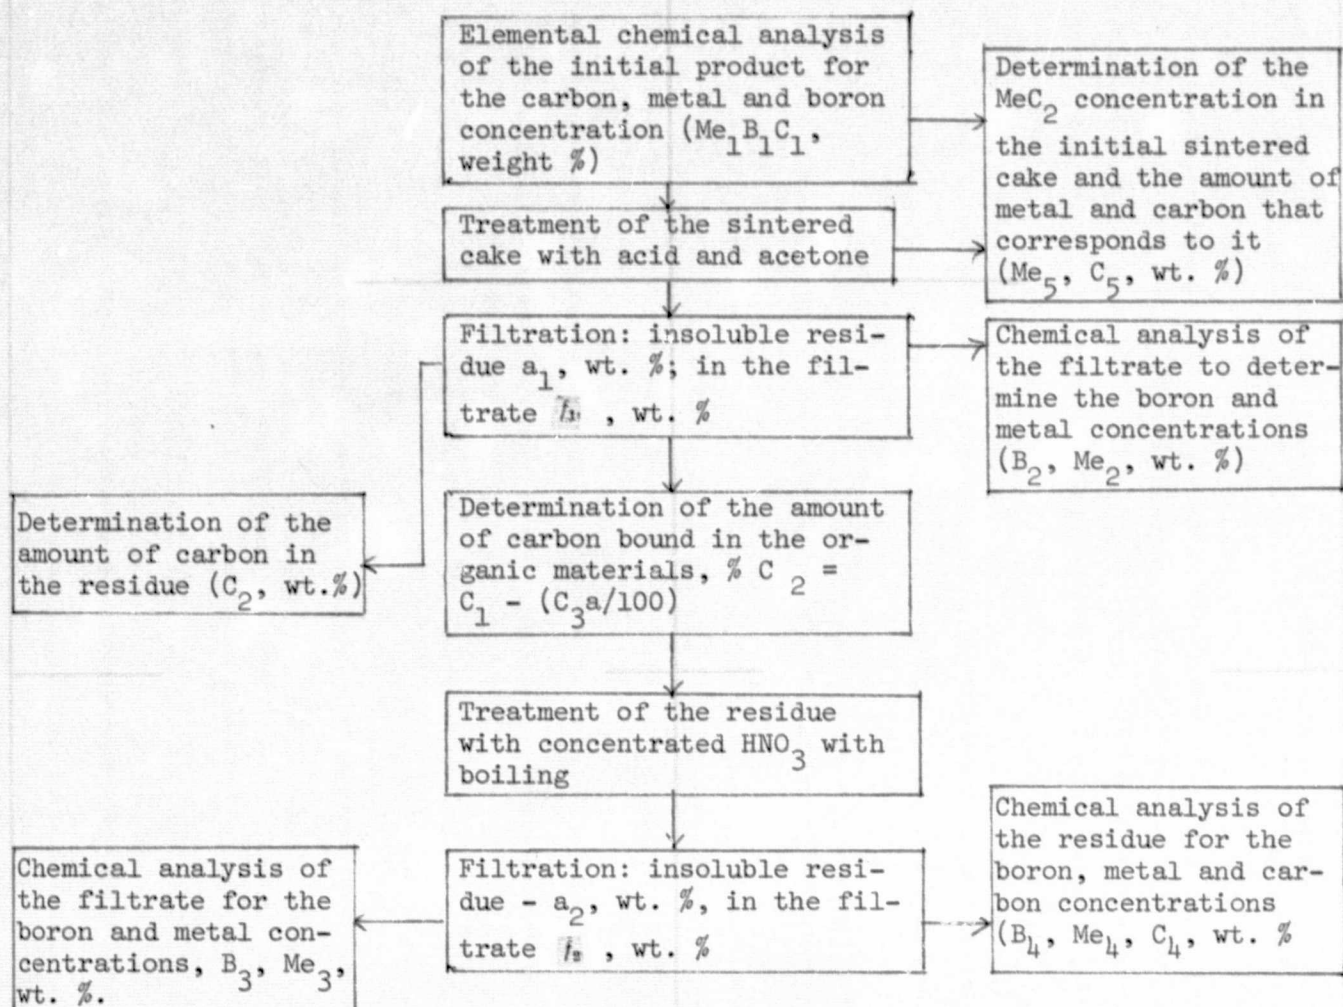 Elemental chemical analysis
of the initial product for
the carbon, metal and boron
concentration (Me₁B₁C₁,
weight %)
Determination of the
MeC₂ concentration in
the initial sintered
cake and the amount of
metal and carbon that
corresponds to it
(Me₅, C₅, wt. %)
Treatment of the sintered
cake with acid and acetone
Filtration: insoluble resi-
due a₁, wt. %; in the fil-
trate , wt. %
Chemical analysis of
the filtrate to deter-
mine the boron and
metal concentrations
(B₂, Me₂, wt. %)
Determination of the
amount of carbon in
the residue (C₂, wt.%)
Determination of the amount
of carbon bound in the or-
ganic materials, % C ₂ =
C₁ - (C₃a/100)
Treatment of the residue
with concentrated HNO₃ with
boiling
Chemical analysis of
the filtrate for the
boron and metal con-
centrations, B₃, Me₃,
wt. %.
Filtration: insoluble resi-
due - a₂, wt. %, in the fil-
trate , wt. %
Chemical analysis of
the residue for the
boron, metal and car-
bon concentrations
(B₄, Me₄, C₄, wt. %